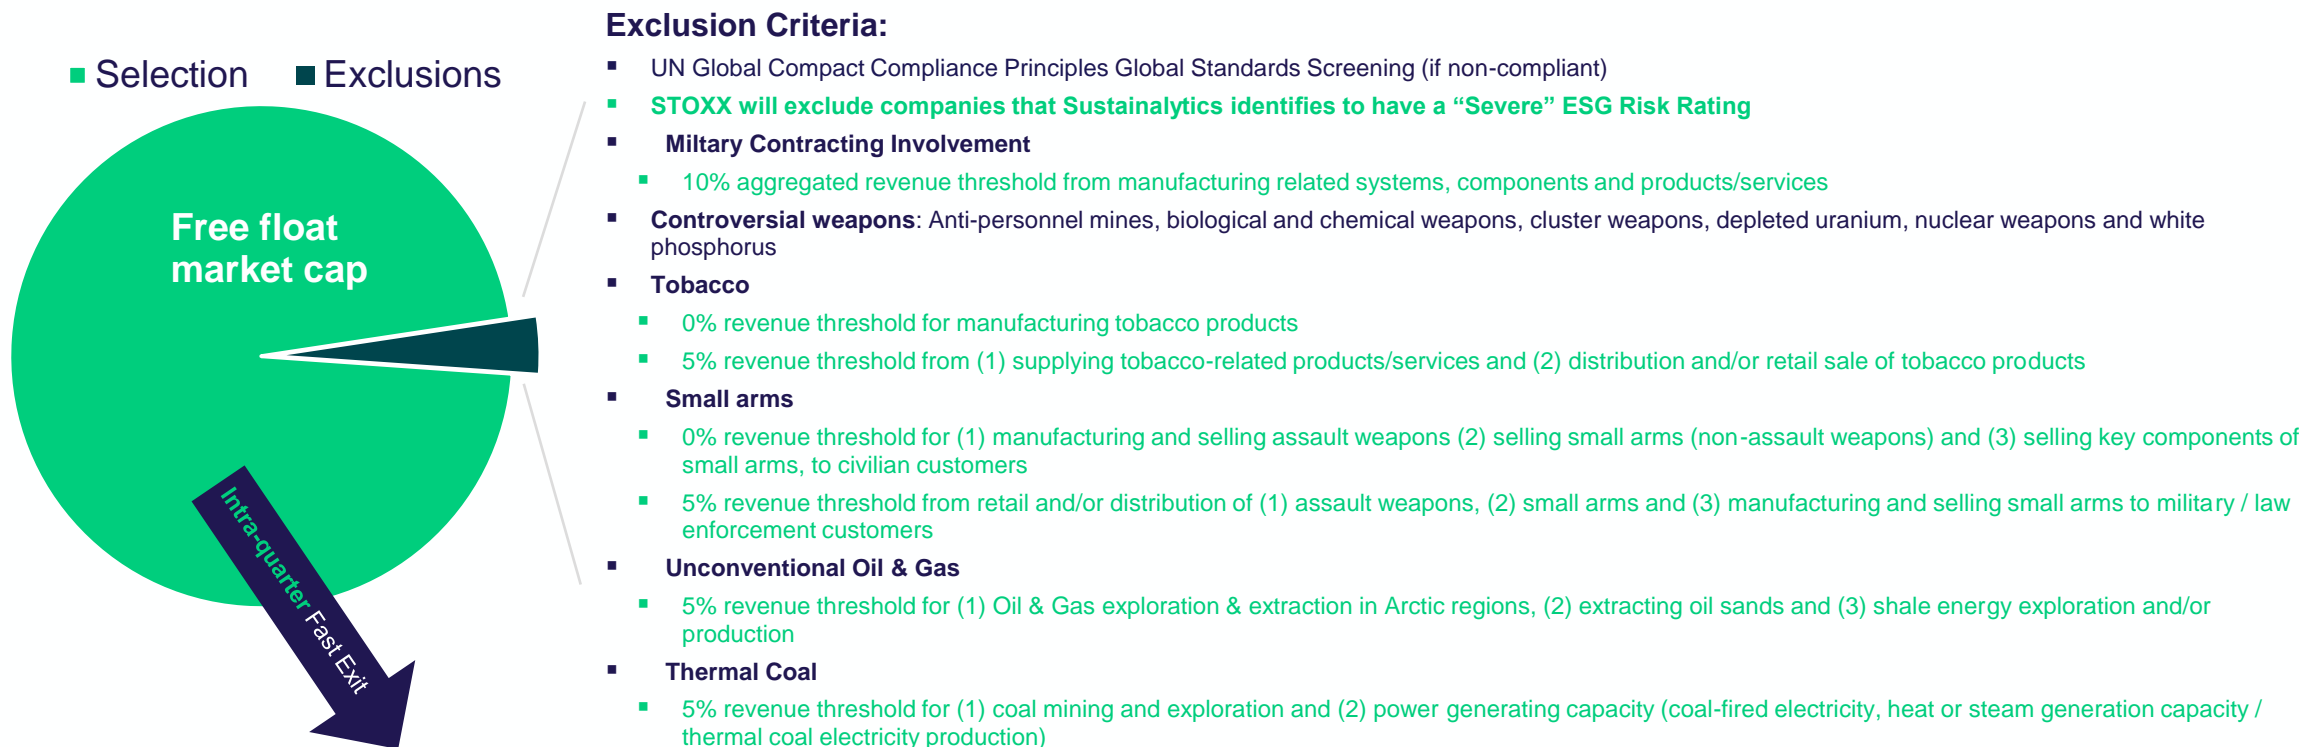 Selection
Exclusions
Free float
market cap
Intra-quarter Fast Exit
Exclusion Criteria:
UN Global Compact Compliance Principles Global Standards Screening (if non-compliant)
STOXX will exclude companies that Sustainalytics identifies to have a “Severe” ESG Risk Rating
Miltary Contracting Involvement
10% aggregated revenue threshold from manufacturing related systems, components and products/services
Controversial weapons: Anti-personnel mines, biological and chemical weapons, cluster weapons, depleted uranium, nuclear weapons and white
phosphorus
Tobacco
0% revenue threshold for manufacturing tobacco products
5% revenue threshold from (1) supplying tobacco-related products/services and (2) distribution and/or retail sale of tobacco products
Small arms
0% revenue threshold for (1) manufacturing and selling assault weapons (2) selling small arms (non-assault weapons) and (3) selling key components of
small arms, to civilian customers
5% revenue threshold from retail and/or distribution of (1) assault weapons, (2) small arms and (3) manufacturing and selling small arms to military / law
enforcement customers
Unconventional Oil & Gas
5% revenue threshold for (1) Oil & Gas exploration & extraction in Arctic regions, (2) extracting oil sands and (3) shale energy exploration and/or
production
Thermal Coal
5% revenue threshold for (1) coal mining and exploration and (2) power generating capacity (coal-fired electricity, heat or steam generation capacity /
thermal coal electricity production)